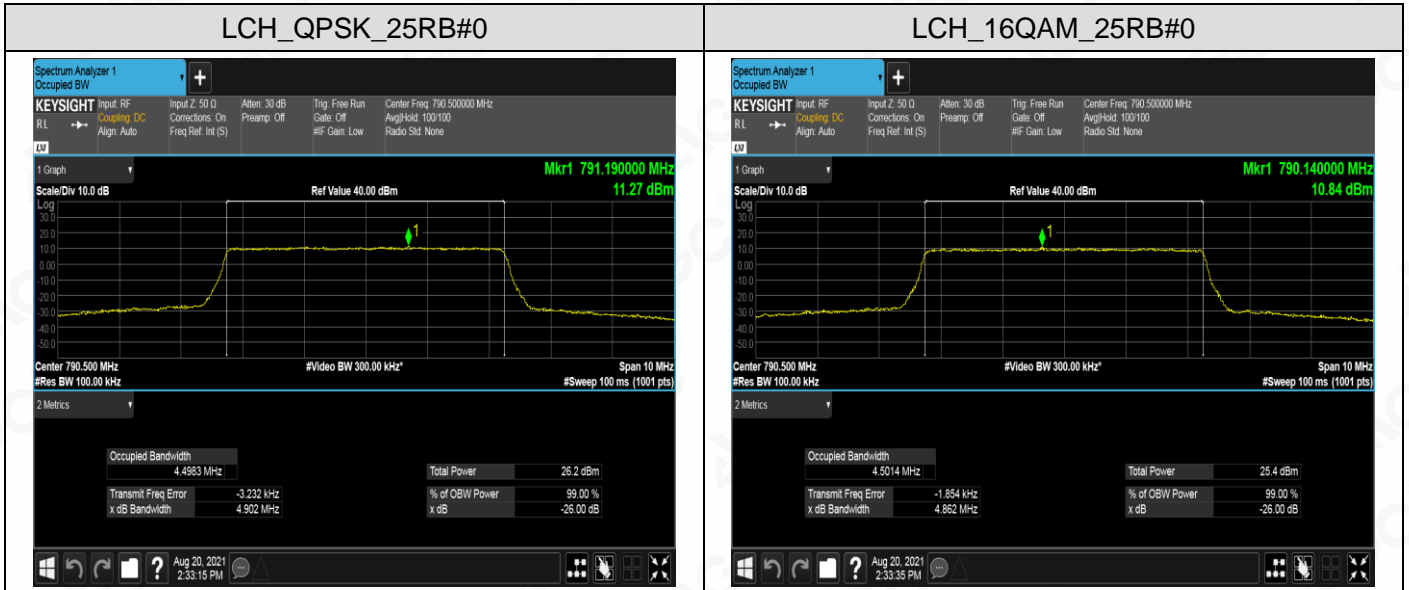 LCH_QPSK_25RB#0
Spectrum Analyzer 1
Occupied BW
+
KEYSIGHT Input: RF Input Z: 50 Ω Atten: 30 dB Trig: Free Run Center Freq: 790.500000 MHz
RL Coupling: DC Corrections: On Preamp: Off Gate: Off Avg|Hold: 100/100
Align: Auto Freq Ref: Int (S) #IF Gain: Low Radio Std: None
LXI
1 Graph Mkr1 791.190000 MHz
Scale/Div 10.0 dB Ref Value 40.00 dBm 11.27 dBm
Log
30.0
20.0
1
10.0
0.00
-10.0
-20.0
-30.0
-40.0
-50.0
Center 790.500 MHz #Video BW 300.00 kHz* Span 10 MHz
#Res BW 100.00 kHz #Sweep 100 ms (1001 pts)
2 Metrics
Occupied Bandwidth
4.4983 MHz Total Power 26.2 dBm
Transmit Freq Error -3.232 kHz % of OBW Power 99.00 %
x dB Bandwidth 4.902 MHz x dB -26.00 dB
? Aug 20, 2021
2:33:15 PM
LCH_16QAM_25RB#0
Spectrum Analyzer 1
Occupied BW
+
KEYSIGHT Input: RF Input Z: 50 Ω Atten: 30 dB Trig: Free Run Center Freq: 790.500000 MHz
RL Coupling: DC Corrections: On Preamp: Off Gate: Off Avg|Hold: 100/100
Align: Auto Freq Ref: Int (S) #IF Gain: Low Radio Std: None
LXI
1 Graph Mkr1 790.140000 MHz
Scale/Div 10.0 dB Ref Value 40.00 dBm 10.84 dBm
Log
30.0
20.0
1
10.0
0.00
-10.0
-20.0
-30.0
-40.0
-50.0
Center 790.500 MHz #Video BW 300.00 kHz* Span 10 MHz
#Res BW 100.00 kHz #Sweep 100 ms (1001 pts)
2 Metrics
Occupied Bandwidth
4.5014 MHz Total Power 25.4 dBm
Transmit Freq Error -1.854 kHz % of OBW Power 99.00 %
x dB Bandwidth 4.862 MHz x dB -26.00 dB
? Aug 20, 2021
2:33:35 PM